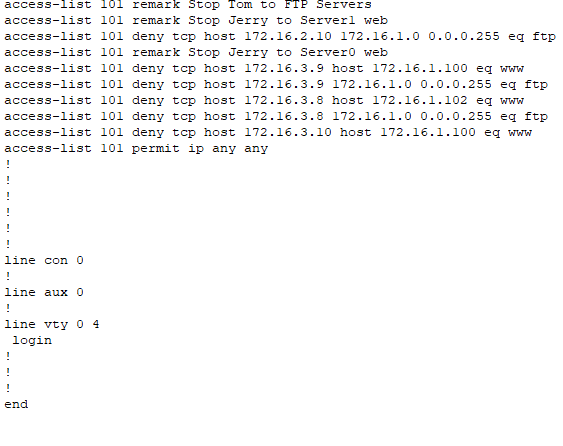 access-list 101 remark Stop Tom to FTP Servers
access-list 101 remark Stop Jerry to Server1 web
access-list 101 deny tcp host 172.16.2.10 172.16.1.0 0.0.0.255 eq ftp
access-list 101 remark Stop Jerry to Server0 web
access-list 101 deny tcp host 172.16.3.9 host 172.16.1.100 eq www
access-list 101 deny tcp host 172.16.3.9 172.16.1.0 0.0.0.255 eq ftp
access-list 101 deny tcp host 172.16.3.8 host 172.16.1.102 eq www
access-list 101 deny tcp host 172.16.3.8 172.16.1.0 0.0.0.255 eq ftp
access-list 101 deny tcp host 172.16.3.10 host 172.16.1.100 eq www
access-list 101 permit ip any any
!
!
!
!
!
!
line con 0
!
line aux 0
!
line vty 0 4
 login
!
!
!
end